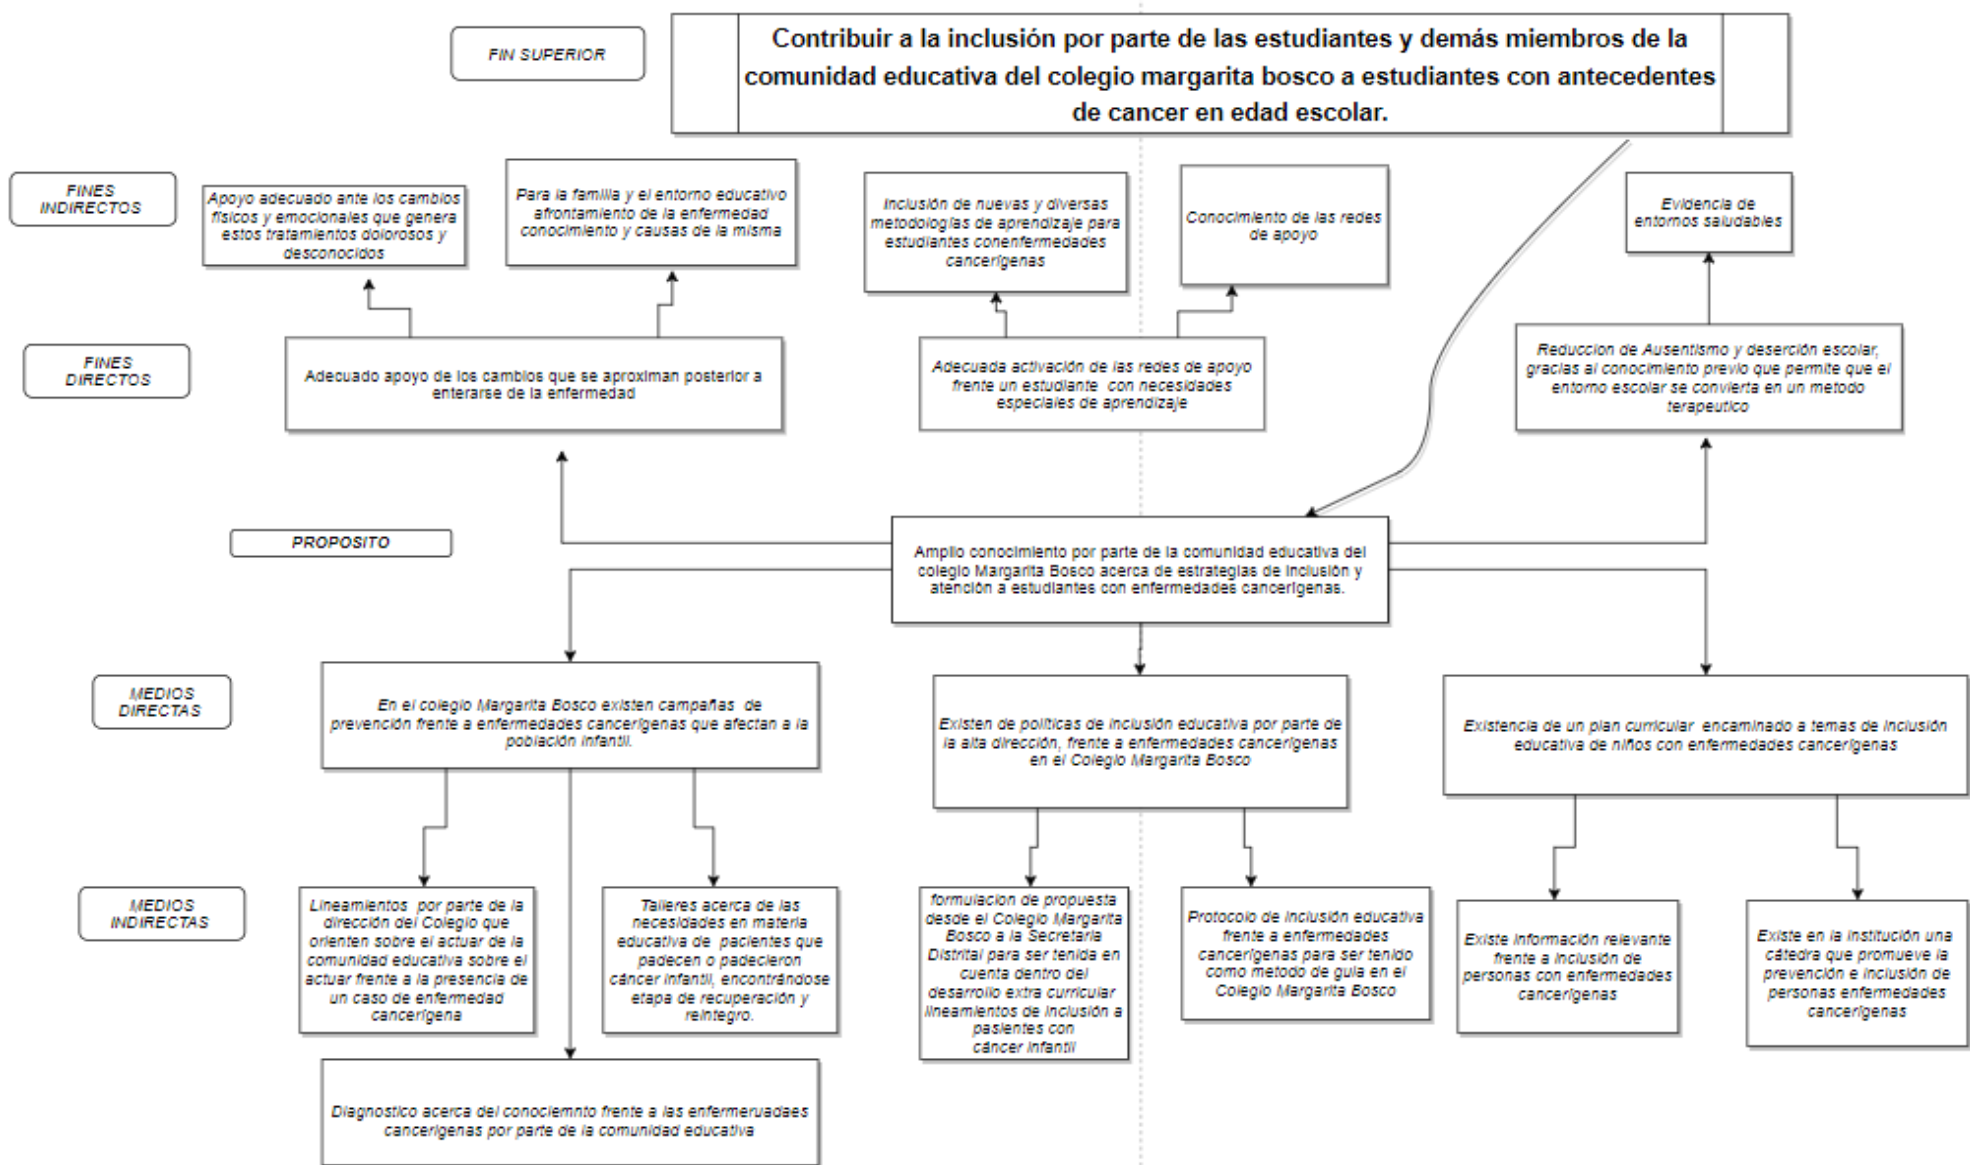 FIN SUPERIOR
Contribuir a la inclusión por parte de las estudiantes y demás miembros de la
comunidad educativa del colegio margarita bosco a estudiantes con antecedentes
de cancer en edad escolar.
FINES
INDIRECTOS
Apoyo adecuado ante los cambios
físicos y emocionales que genera
estos tratamientos dolorosos y
desconocidos
Para la familia y el entorno educativo
afrontamiento de la enfermedad
conocimiento y causas de la misma
Inclusión de nuevas y diversas
metodologías de aprendizaje para
estudiantes conenfermedades
cancerígenas
Conocimiento de las redes
de apoyo
Evidencia de
entornos saludables
FINES
DIRECTOS
Adecuado apoyo de los cambios que se aproximan posterior a
enterarse de la enfermedad
Adecuada activación de las redes de apoyo
frente un estudiante con necesidades
especiales de aprendizaje
Reduccion de Ausentismo y deserción escolar,
gracias al conocimiento previo que permite que el
entorno escolar se convierta en un metodo
terapeutico
PROPOSITO
Amplio conocimiento por parte de la comunidad educativa del
colegio Margarita Bosco acerca de estrategias de inclusión y
atención a estudiantes con enfermedades cancerígenas.
MEDIOS
DIRECTAS
En el colegio Margarita Bosco existen campañas de
prevención frente a enfermedades cancerígenas que afectan a la
población infantil.
Existen de políticas de inclusión educativa por parte de
la alta dirección, frente a enfermedades cancerígenas
en el Colegio Margarita Bosco
Existencia de un plan curricular encaminado a temas de inclusión
educativa de niños con enfermedades cancerígenas
MEDIOS
INDIRECTAS
Lineamientos por parte de la
dirección del Colegio que
orienten sobre el actuar de la
comunidad educativa sobre el
actuar frente a la presencia de
un caso de enfermedad
cancerígena
Talleres acerca de las
necesidades en materia
educativa de pacientes que
padecen o padecieron
cáncer infantil, encontrándose
etapa de recuperación y
reintegro.
formulacion de propuesta
desde el Colegio Margarita
Bosco a la Secretaria
Distrital para ser tenida en
cuenta dentro del
desarrollo extra curricular
lineamientos de inclusión a
pasientes con
cáncer infantil
Protocolo de inclusión educativa
frente a enfermedades
cancerígenas para ser tenido
como metodo de guía en el
Colegio Margarita Bosco
Existe información relevante
frente a inclusión de
personas con enfermedades
cancerígenas
Existe en la institución una
cátedra que promueve la
prevención e inclusión de
personas enfermedades
cancerígenas
Diagnostico acerca del conociemnto frente a las enfermeruadaes
cancerígenas por parte de la comunidad educativa